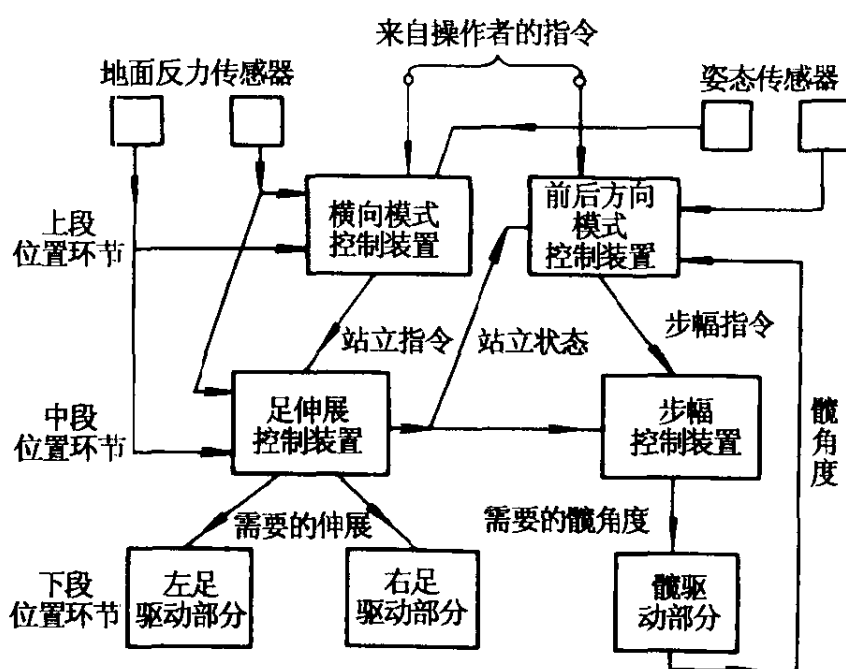 来自操作者的指令
地面反力传感器
姿态传感器
上段
位置环节
横向模式
控制装置
前后方向
模式
控制装置
站立指令
站立状态
步幅指令
中段
位置环节
足伸展
控制装置
步幅
控制装置
髋角度
需要的伸展
需要的髋角度
下段
位置环节
左足
驱动部分
右足
驱动部分
髋驱
动部分